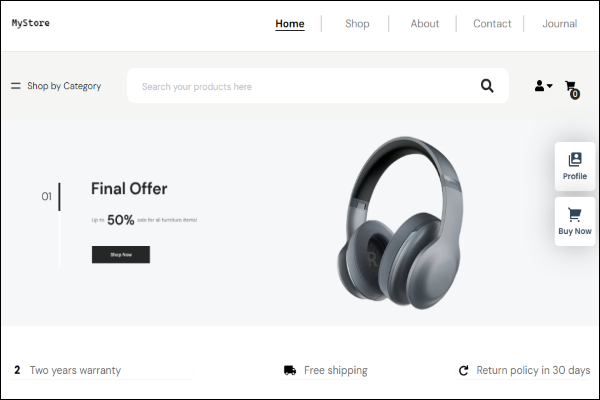 MyStore
Home
Shop
About
Contact
Journal
Shop by Category
Search your products here
0
Profile
Buy Now
01
Final Offer
Up to 50% sale for all furniture items!
Shop Now
R
2 Two years warranty
Free shipping
Return policy in 30 days